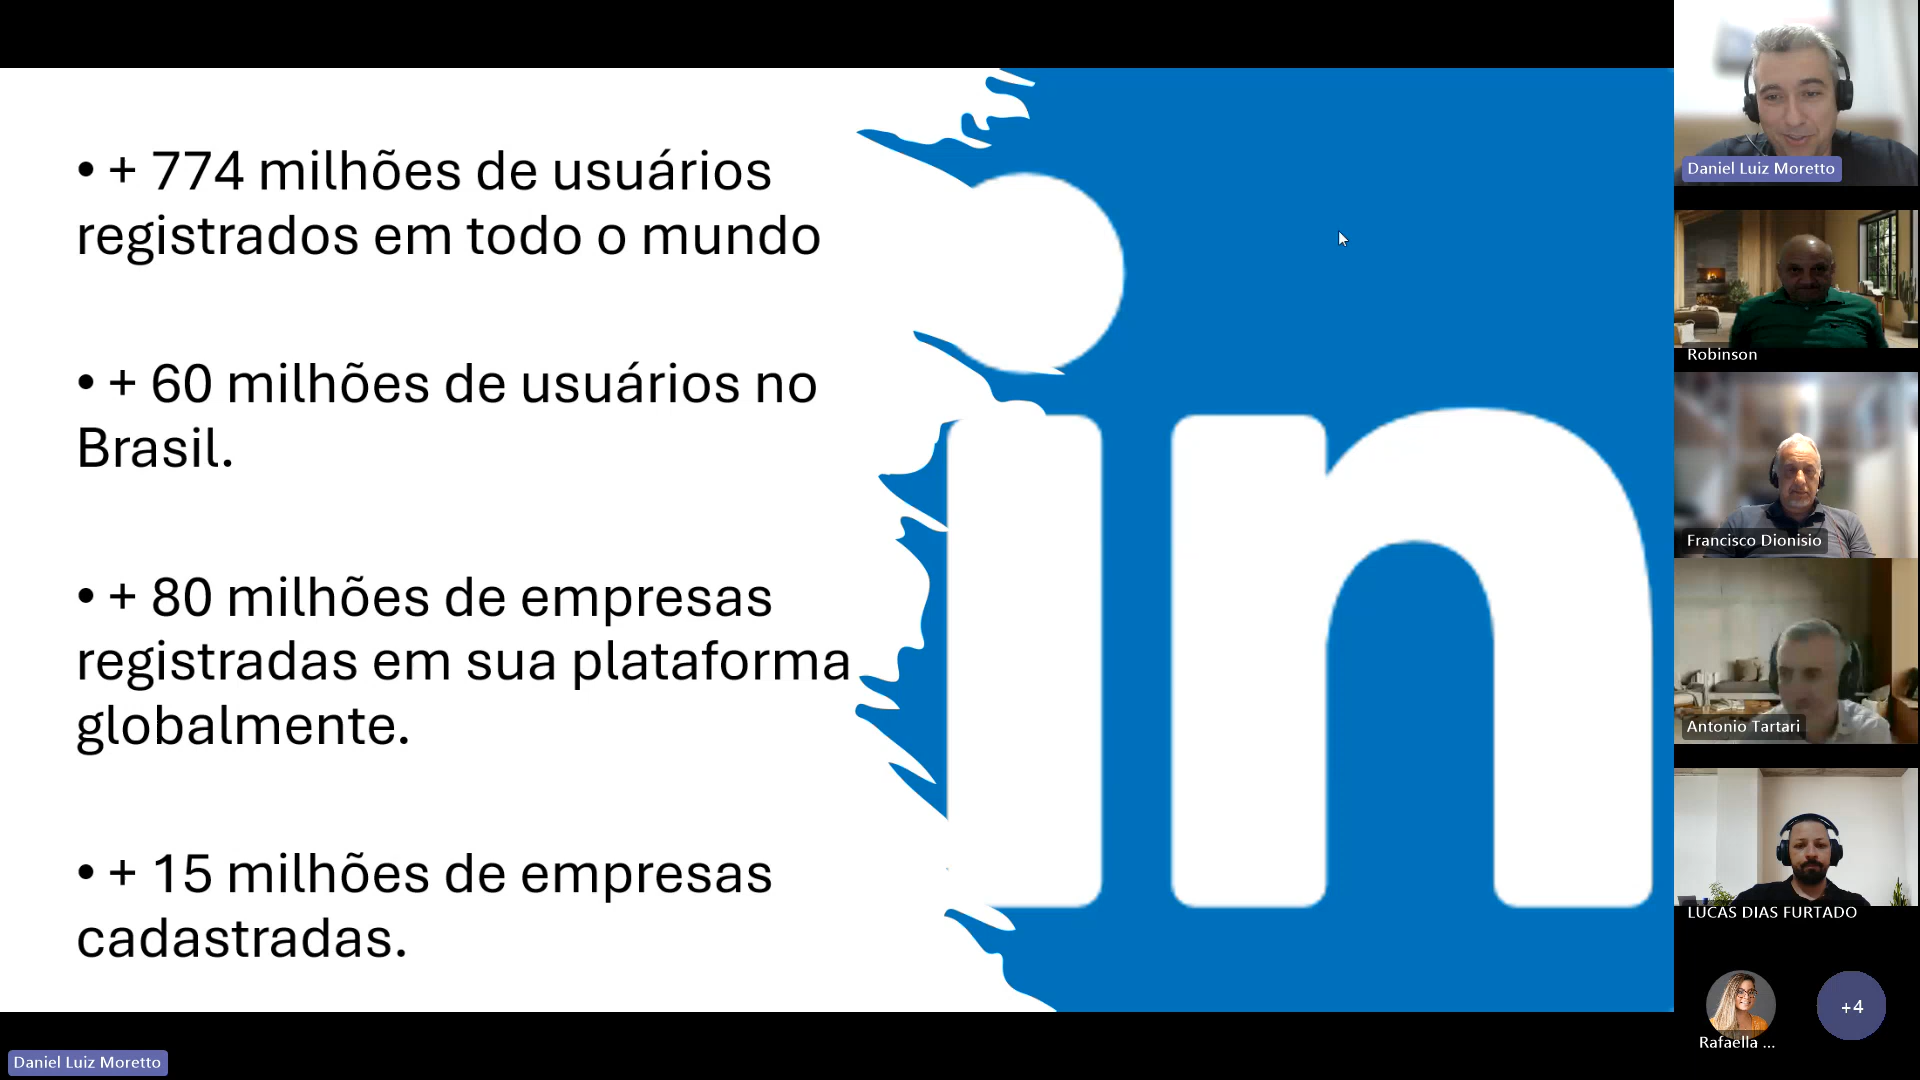 • + 774 milhões de usuários
registrados em todo o mundo
• + 60 milhões de usuários no
Brasil.
• + 80 milhões de empresas
registradas em sua plataforma
globalmente.
• + 15 milhões de empresas
cadastradas.
in
Daniel Luiz Moretto
Robinson
Francisco Dionisio
Antonio Tartari
LUCAS DIAS FURTADO
Rafaella ...
+4
Daniel Luiz Moretto